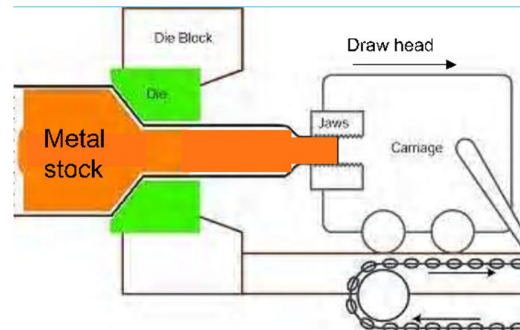 Die Block
Draw head
Die
Jaws
Metal
stock
Carriage